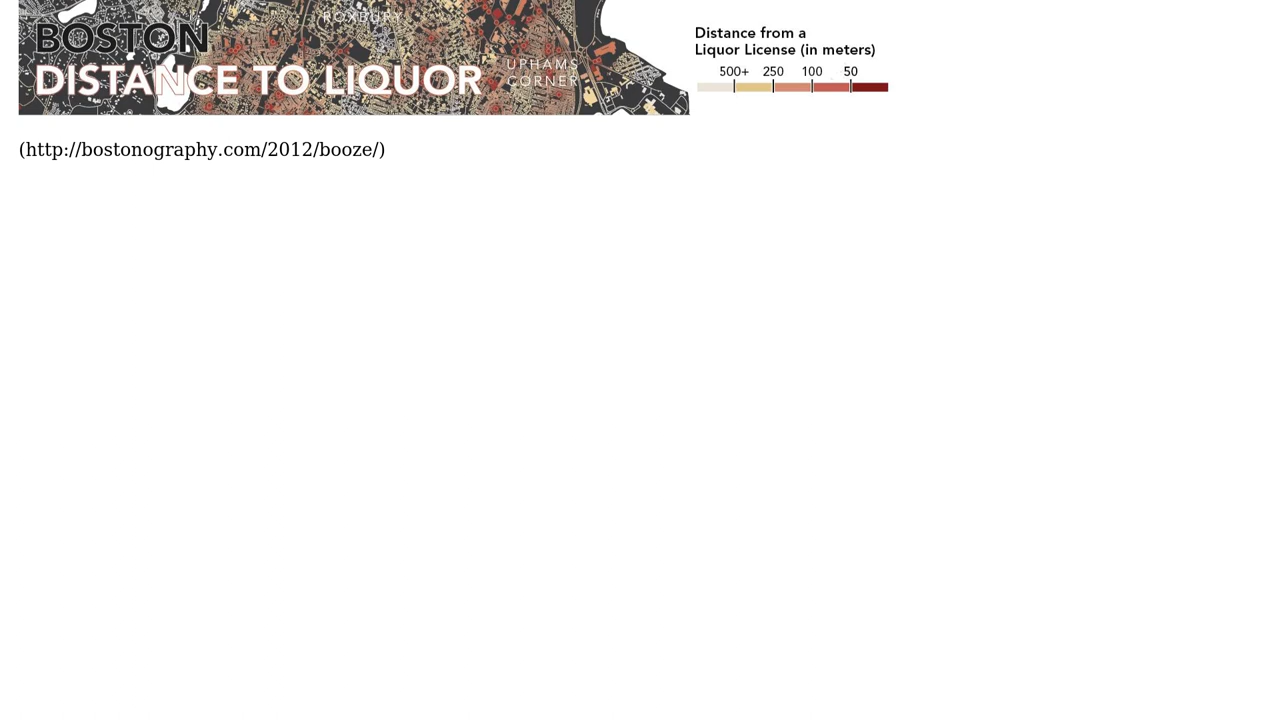 ROXBURY
BOSTON
DISTANCE TO LIQUOR
UPHAMS
CORNER
Distance from a
Liquor License (in meters)
500+ 250 100 50
(http://bostonography.com/2012/booze/)